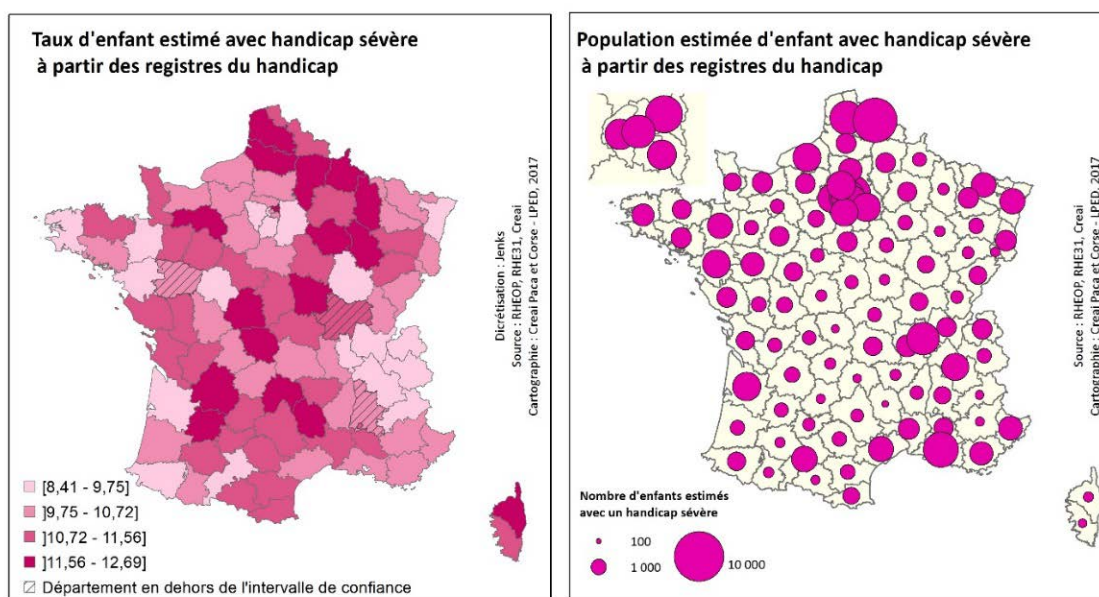 Taux d'enfant estimé avec handicap sévère
à partir des registres du handicap
Dicrétisation : Jenks
Source : RHEOP, RHE31, Creai
Cartographie : Creai Paca et Corse - LPED, 2017
[8,41 - 9,75]
]9,75 - 10,72]
]10,72 - 11,56]
]11,56 - 12,69]
Département en dehors de l'intervalle de confiance
Population estimée d'enfant avec handicap sévère
à partir des registres du handicap
Source : RHEOP, RHE31, Creai
Cartographie : Creai Paca et Corse - LPED, 2017
Nombre d'enfants estimés
avec un handicap sévère
100
1 000
10 000